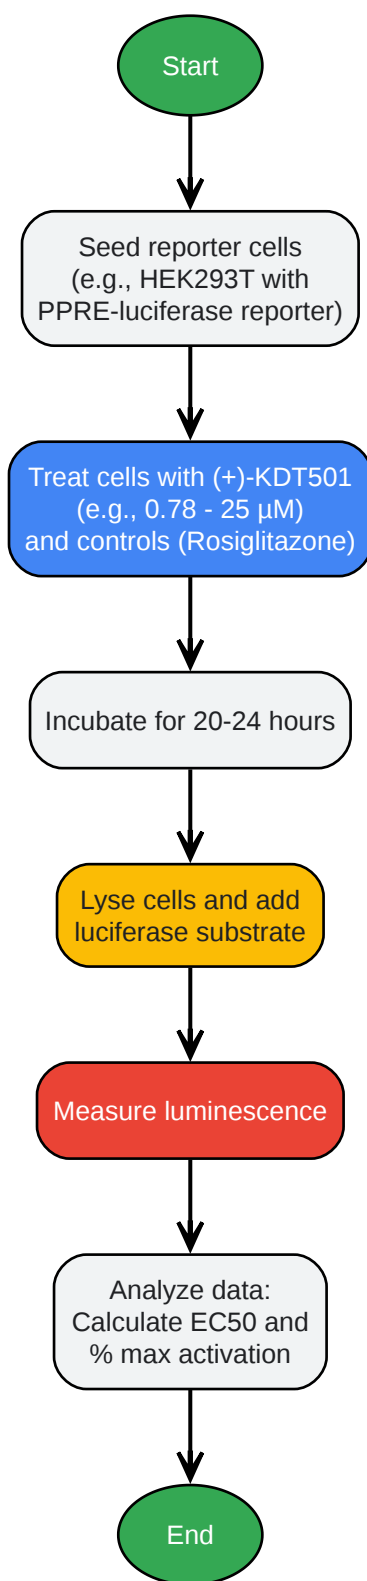 Start
Seed reporter cells
(e.g., HEK293T with
PPRE-luciferase reporter)
Treat cells with (+)-KDT501
(e.g., 0.78 - 25 µM)
and controls (Rosiglitazone)
Incubate for 20-24 hours
Lyse cells and add
luciferase substrate
Measure luminescence
Analyze data:
Calculate EC50 and
% max activation
End